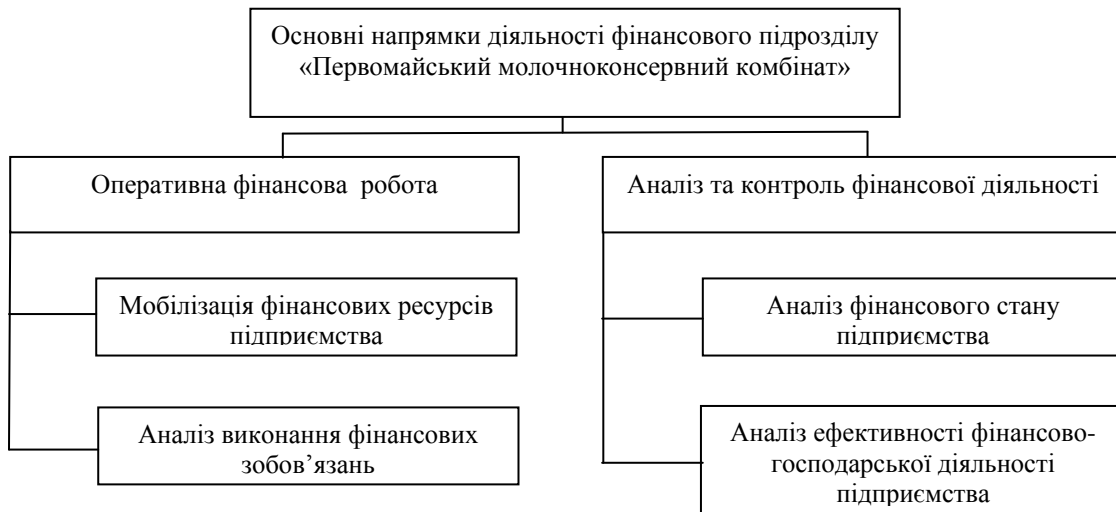 Основні напрямки діяльності фінансового підрозділу
«Первомайський молочноконсервний комбінат»
Оперативна фінансова робота
Аналіз та контроль фінансової діяльності
Мобілізація фінансових ресурсів
підприємства
Аналіз фінансового стану
підприємства
Аналіз виконання фінансових
зобов’язань
Аналіз ефективності фінансово-
господарської діяльності
підприємства